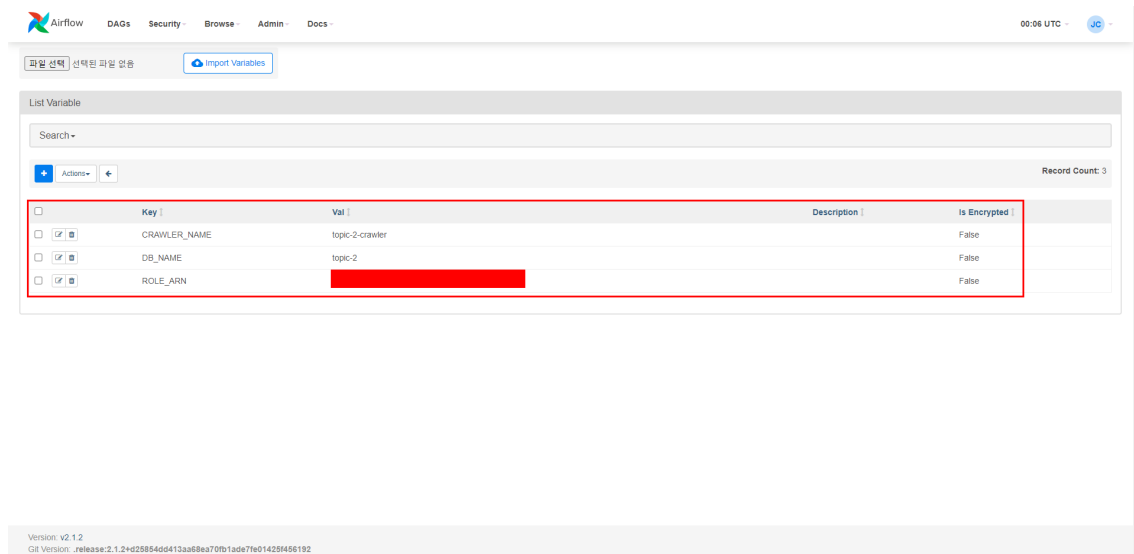 Airflow DAGs Security Browse Admin Docs 00:06 UTC JC
파일 선택 선택된 파일 없음 Import Variables
List Variable
Search
+ Actions Record Count: 3
Key Val Description Is Encrypted
CRAWLER_NAME topic-2-crawler False
DB_NAME topic-2 False
ROLE_ARN False
Version: v2.1.2
Git Version: .release:2.1.2+d25854dd413aa68ea70fb1ade7fe01425f456192